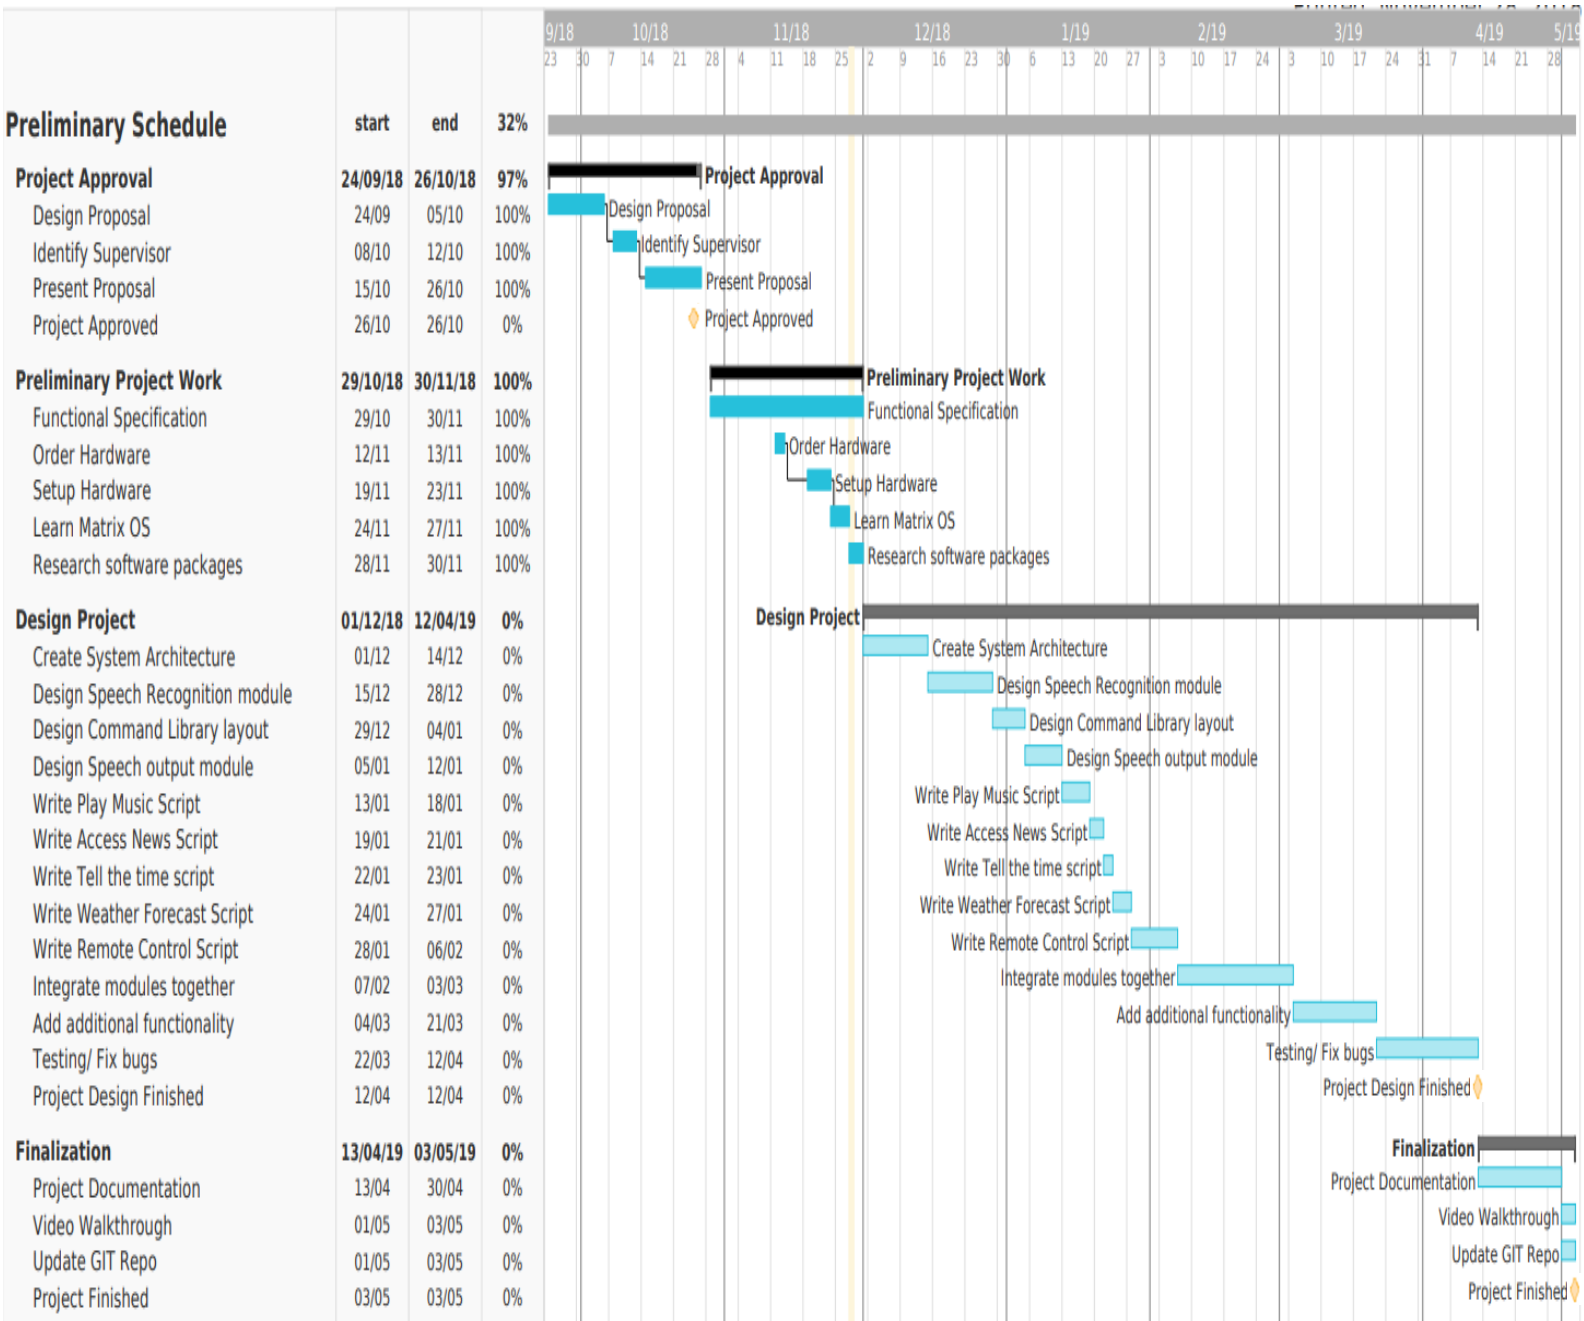 9/18 10/18 11/18 12/18 1/19 2/19 3/19 4/19 5/19
23 30 7 14 21 28 4 11 18 25 2 9 16 23 30 6 13 20 27 3 10 17 24 3 10 17 24 31 7 14 21 28
Preliminary Schedule start end 32%
Project Approval 24/09/18 26/10/18 97% Project Approval
Design Proposal 24/09 05/10 100% Design Proposal
Identify Supervisor 08/10 12/10 100% Identify Supervisor
Present Proposal 15/10 26/10 100% Present Proposal
Project Approved 26/10 26/10 0% Project Approved
Preliminary Project Work 29/10/18 30/11/18 100% Preliminary Project Work
Functional Specification 29/10 30/11 100% Functional Specification
Order Hardware 12/11 13/11 100% Order Hardware
Setup Hardware 19/11 23/11 100% Setup Hardware
Learn Matrix OS 24/11 27/11 100% Learn Matrix OS
Research software packages 28/11 30/11 100% Research software packages
Design Project 01/12/18 12/04/19 0% Design Project
Create System Architecture 01/12 14/12 0% Create System Architecture
Design Speech Recognition module 15/12 28/12 0% Design Speech Recognition module
Design Command Library layout 29/12 04/01 0% Design Command Library layout
Design Speech output module 05/01 12/01 0% Design Speech output module
Write Play Music Script 13/01 18/01 0% Write Play Music Script
Write Access News Script 19/01 21/01 0% Write Access News Script
Write Tell the time script 22/01 23/01 0% Write Tell the time script
Write Weather Forecast Script 24/01 27/01 0% Write Weather Forecast Script
Write Remote Control Script 28/01 06/02 0% Write Remote Control Script
Integrate modules together 07/02 03/03 0% Integrate modules together
Add additional functionality 04/03 21/03 0% Add additional functionality
Testing/ Fix bugs 22/03 12/04 0% Testing/ Fix bugs
Project Design Finished 12/04 12/04 0% Project Design Finished
Finalization 13/04/19 03/05/19 0% Finalization
Project Documentation 13/04 30/04 0% Project Documentation
Video Walkthrough 01/05 03/05 0% Video Walkthrough
Update GIT Repo 01/05 03/05 0% Update GIT Repo
Project Finished 03/05 03/05 0% Project Finished